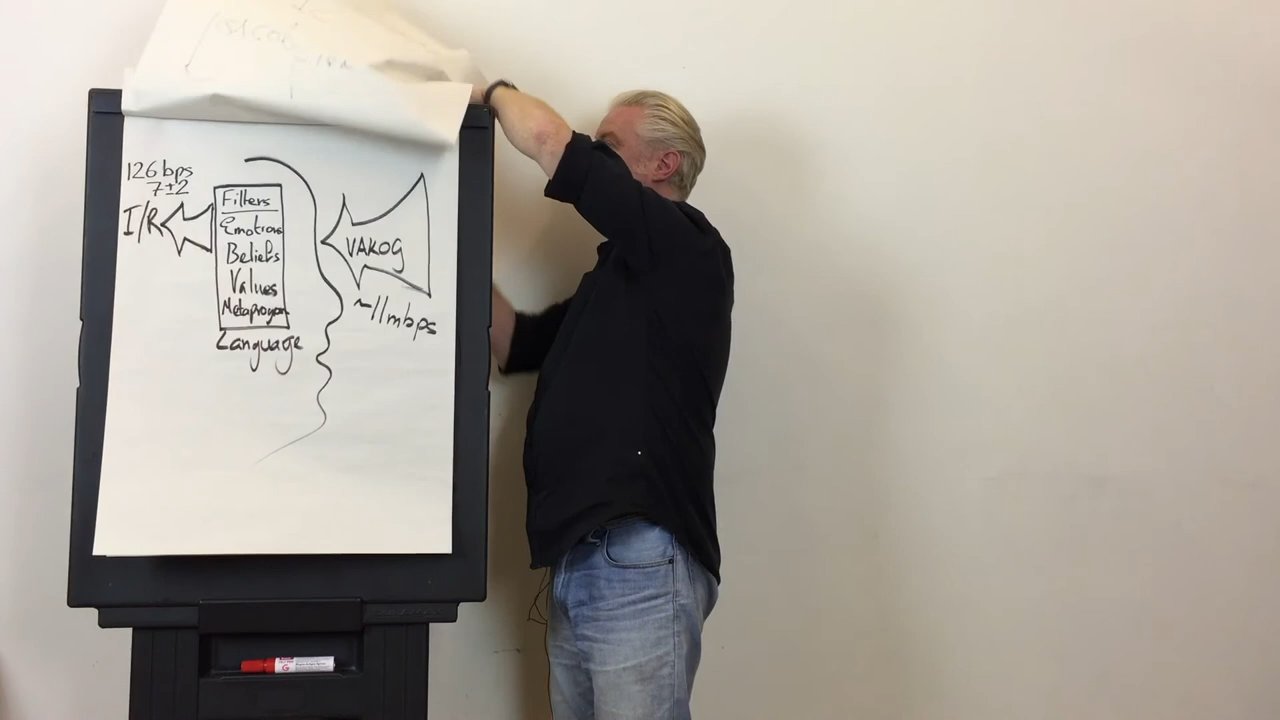 126 bps
7±2
I/R
Filters
Emotions
Beliefs
Values
Metaprogram
Language
VAKOG
~11mbps